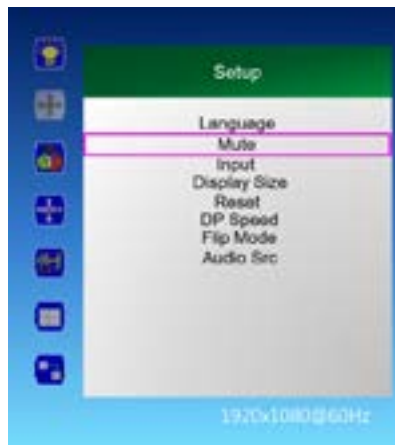 Setup
Language
Mute
Input
Display Size
Reset
DP Speed
Flip Mode
Audio Src
1920x1080@60Hz